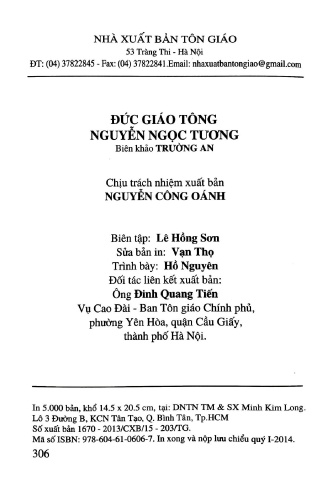 NHÀ XUẤT BẢN TÔN GIÁO
53 Tràng Thi - Hà Nội
ĐT: (04) 37822845 - Fax: (04) 37822841.Email: nhaxuatbantongiao@gmail.com
ĐỨC GIÁO TÔNG
NGUYỄN NGỌC TƯƠNG
Biên khảo TRƯỜNG AN
Chịu trách nhiệm xuất bản
NGUYỄN CÔNG OÁNH
Biên tập: Lê Hồng Sơn
Sửa bản in: Vạn Thọ
Trình bày: Hồ Nguyên
Đối tác liên kết xuất bản:
Ông Đinh Quang Tiến
Vụ Cao Đài - Ban Tôn giáo Chính phủ,
phường Yên Hòa, quận Cầu Giấy,
thành phố Hà Nội.
In 5.000 bản, khổ 14.5 x 20.5 cm, tại: DNTN TM & SX Minh Kim Long.
Lô 3 Đường B, KCN Tân Tạo, Q. Bình Tân, Tp.HCM
Số xuất bản 1670 - 2013/CXB/15 - 203/TG.
Mã số ISBN: 978-604-61-0606-7. In xong và nộp lưu chiểu quý I-2014.
306